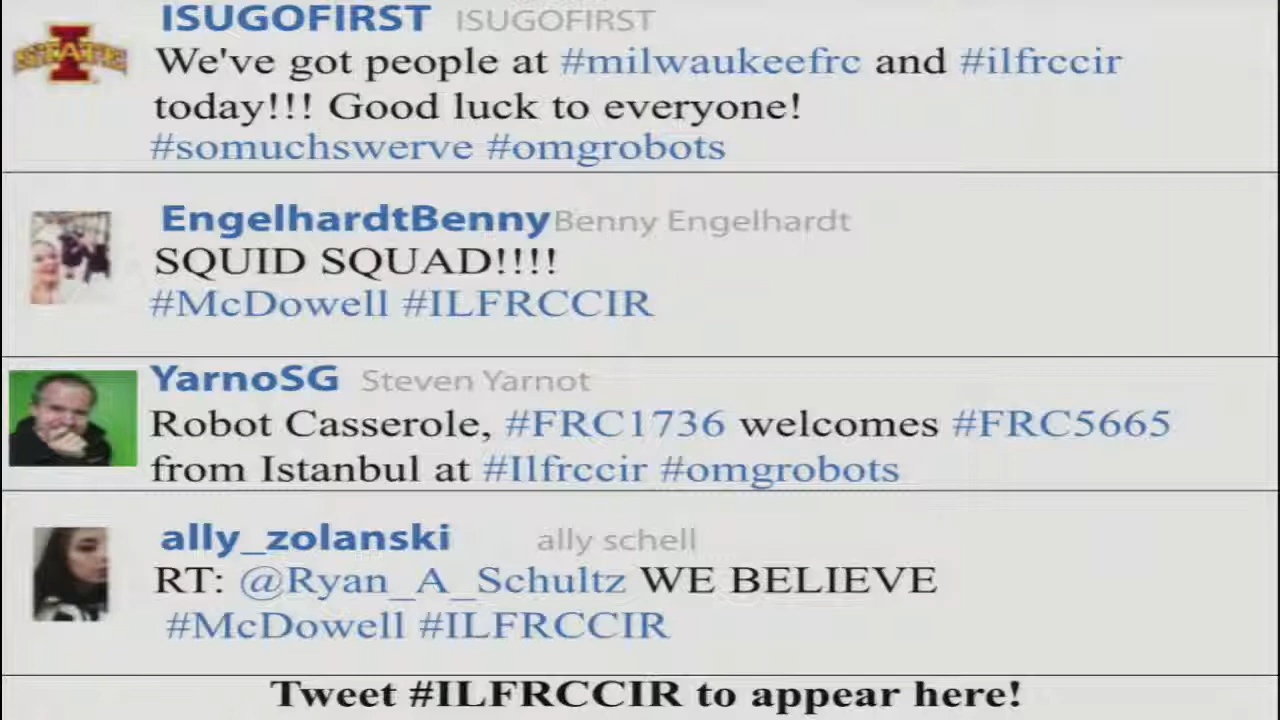 ISUGOFIRST ISUGOFIRST
STATE
We've got people at #milwaukeefrc and #ilfrccir
today!!! Good luck to everyone!
#somuchswerve #omgrobots
EngelhardtBenny Benny Engelhardt
SQUID SQUAD!!!!
#McDowell #ILFRCCIR
YarnoSG Steven Yarnot
Robot Casserole, #FRC1736 welcomes #FRC5665
from Istanbul at #Ilfrccir #omgrobots
ally_zolanski ally schell
RT: @Ryan_A_Schultz WE BELIEVE
#McDowell #ILFRCCIR
Tweet #ILFRCCIR to appear here!